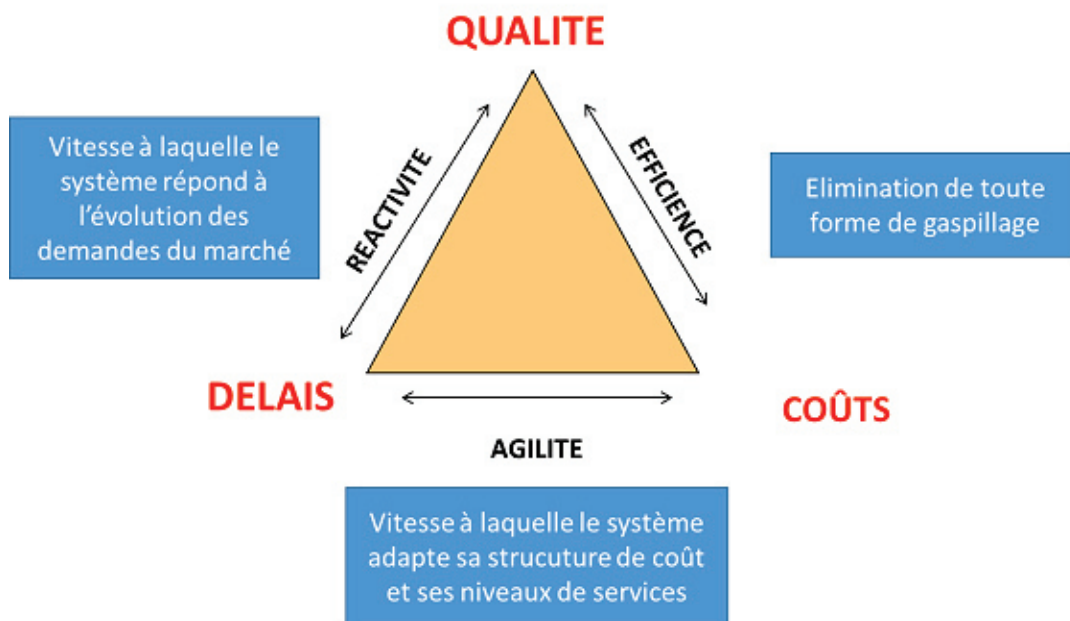 QUALITE
Vitesse à laquelle le
système répond à
l'évolution des
demandes du marché
REACTIVITE
EFFICIENCE
Elimination de toute
forme de gaspillage
DELAIS
COÛTS
AGILITE
Vitesse à laquelle le système
adapte sa strucuture de coût
et ses niveaux de services